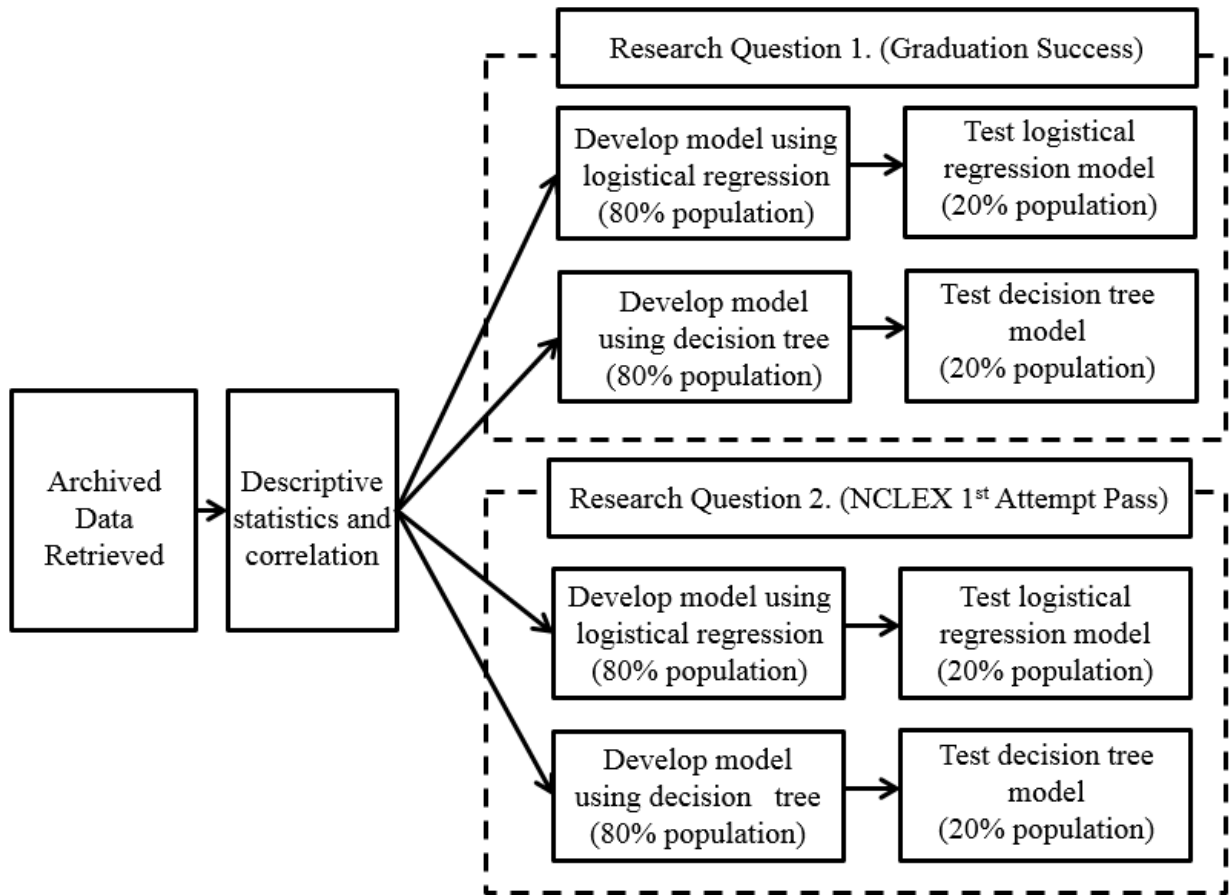 Archived
Data
Retrieved
Descriptive
statistics and
correlation
Research Question 1. (Graduation Success)
Develop model using
logistical regression
(80% population)
Test logistical
regression model
(20% population)
Develop model
using decision tree
(80% population)
Test decision tree
model
(20% population)
Research Question 2. (NCLEX 1st Attempt Pass)
Develop model using
logistical regression
(80% population)
Test logistical
regression model
(20% population)
Develop model
using decision tree
(80% population)
Test decision tree
model
(20% population)